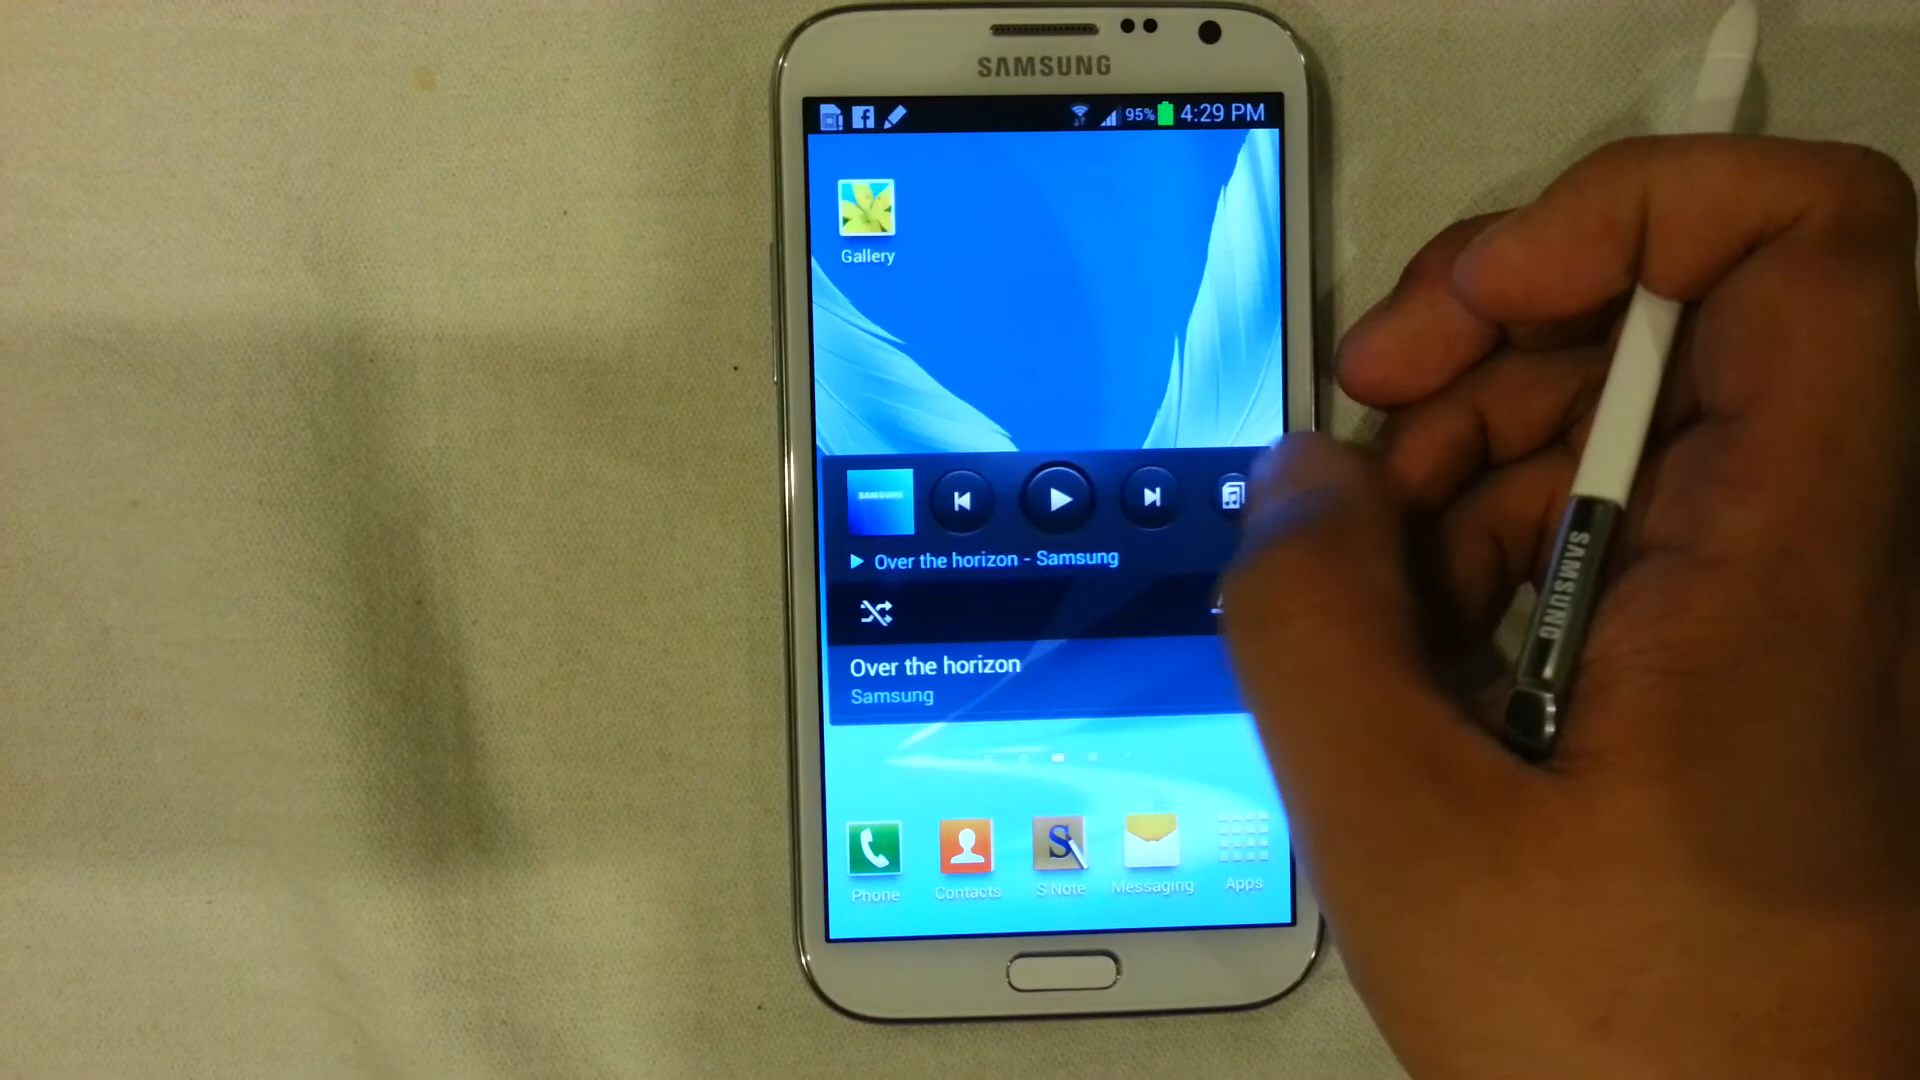 SAMSUNG
95% 4:29 PM
Gallery
SAMSUNG
Over the horizon - Samsung
Over the horizon
Samsung
Phone
Contacts
S Note
Messaging
Apps
SAMSUNG